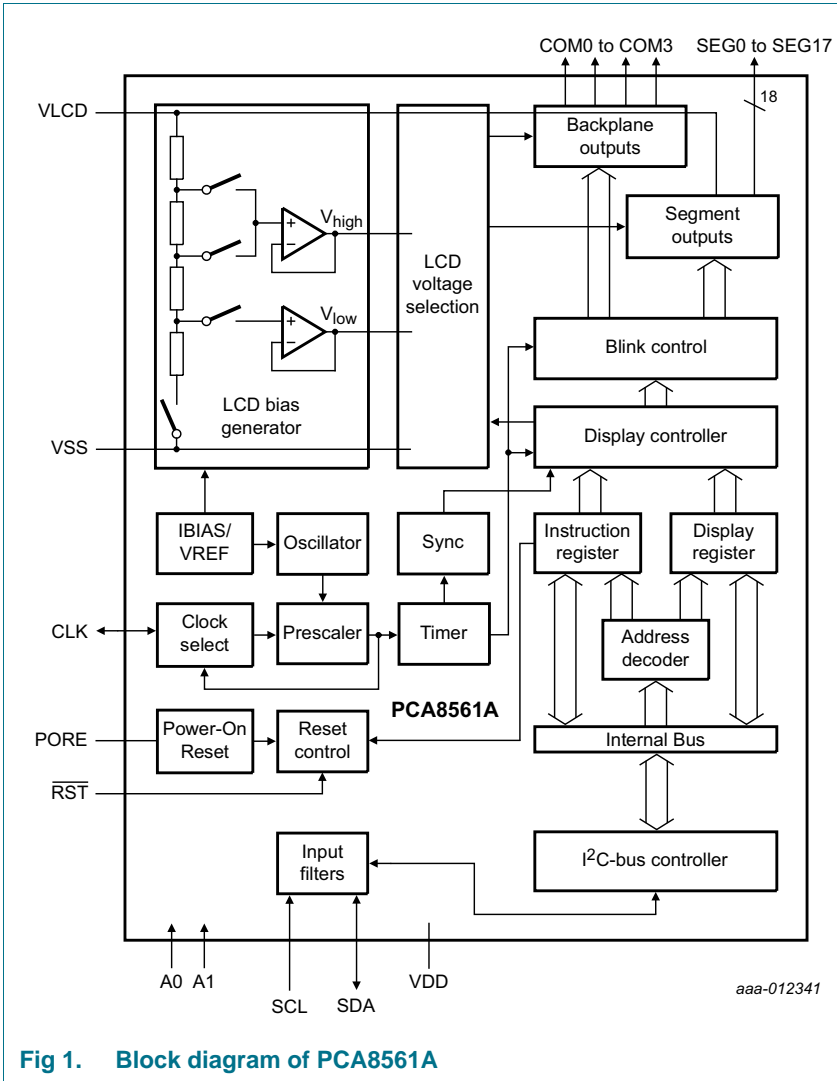 COM0 to COM3 SEG0 to SEG17
18
VLCD
Backplane
outputs
Vhigh
Segment
outputs
LCD
voltage
selection
Vlow
Blink control
LCD bias
generator
Display controller
VSS
IBIAS/
VREF
Oscillator
Sync
Instruction
register
Display
register
CLK
Clock
select
Prescaler
Timer
Address
decoder
PCA8561A
PORE
Power-On
Reset
Reset
control
Internal Bus
RST
Input
filters
I2C-bus controller
+
-
+
-
A0 A1
SCL
SDA
VDD
aaa-012341
Fig 1. Block diagram of PCA8561A